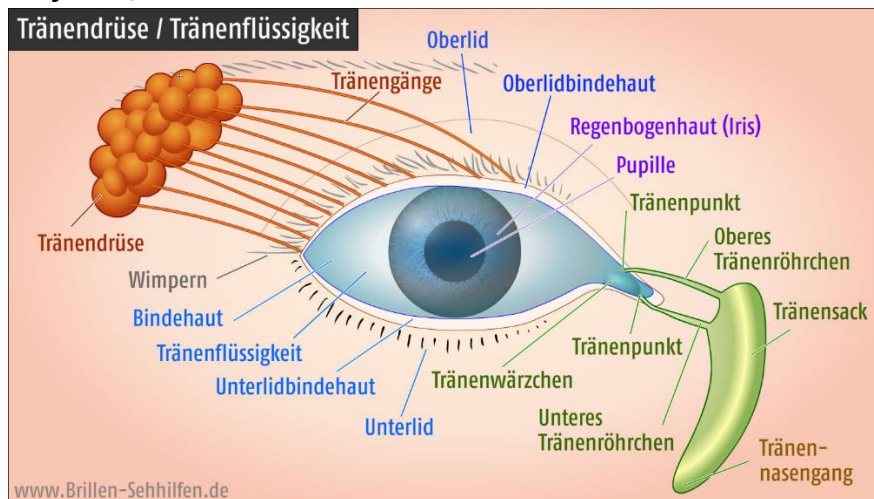 Tränendrüse / Tränenflüssigkeit
Oberlid
Tränengänge
Oberlidbindehaut
Regenbogenhaut (Iris)
Pupille
Tränenpunkt
Oberes
Tränenröhrchen
Tränendrüse
Wimpern
Bindehaut
Tränensack
Tränenflüssigkeit
Tränenpunkt
Unterlidbindehaut
Tränenwärzchen
Unterlid
Unteres
Tränenröhrchen
Tränen-
nasengang
www.Brillen-Sehhilfen.de